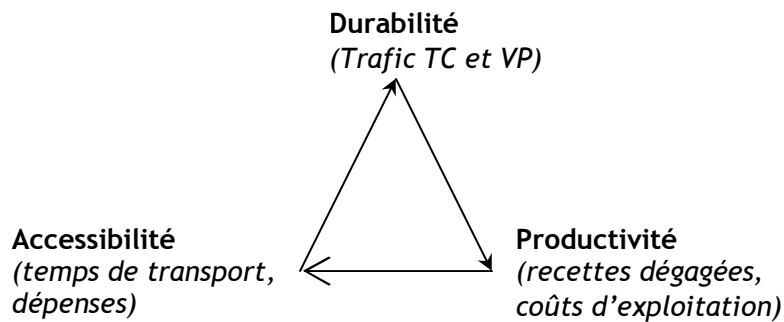 Durabilité
(Trafic TC et VP)
Accessibilité
(temps de transport,
dépenses)
Productivité
(recettes dégagées,
coûts d’exploitation)